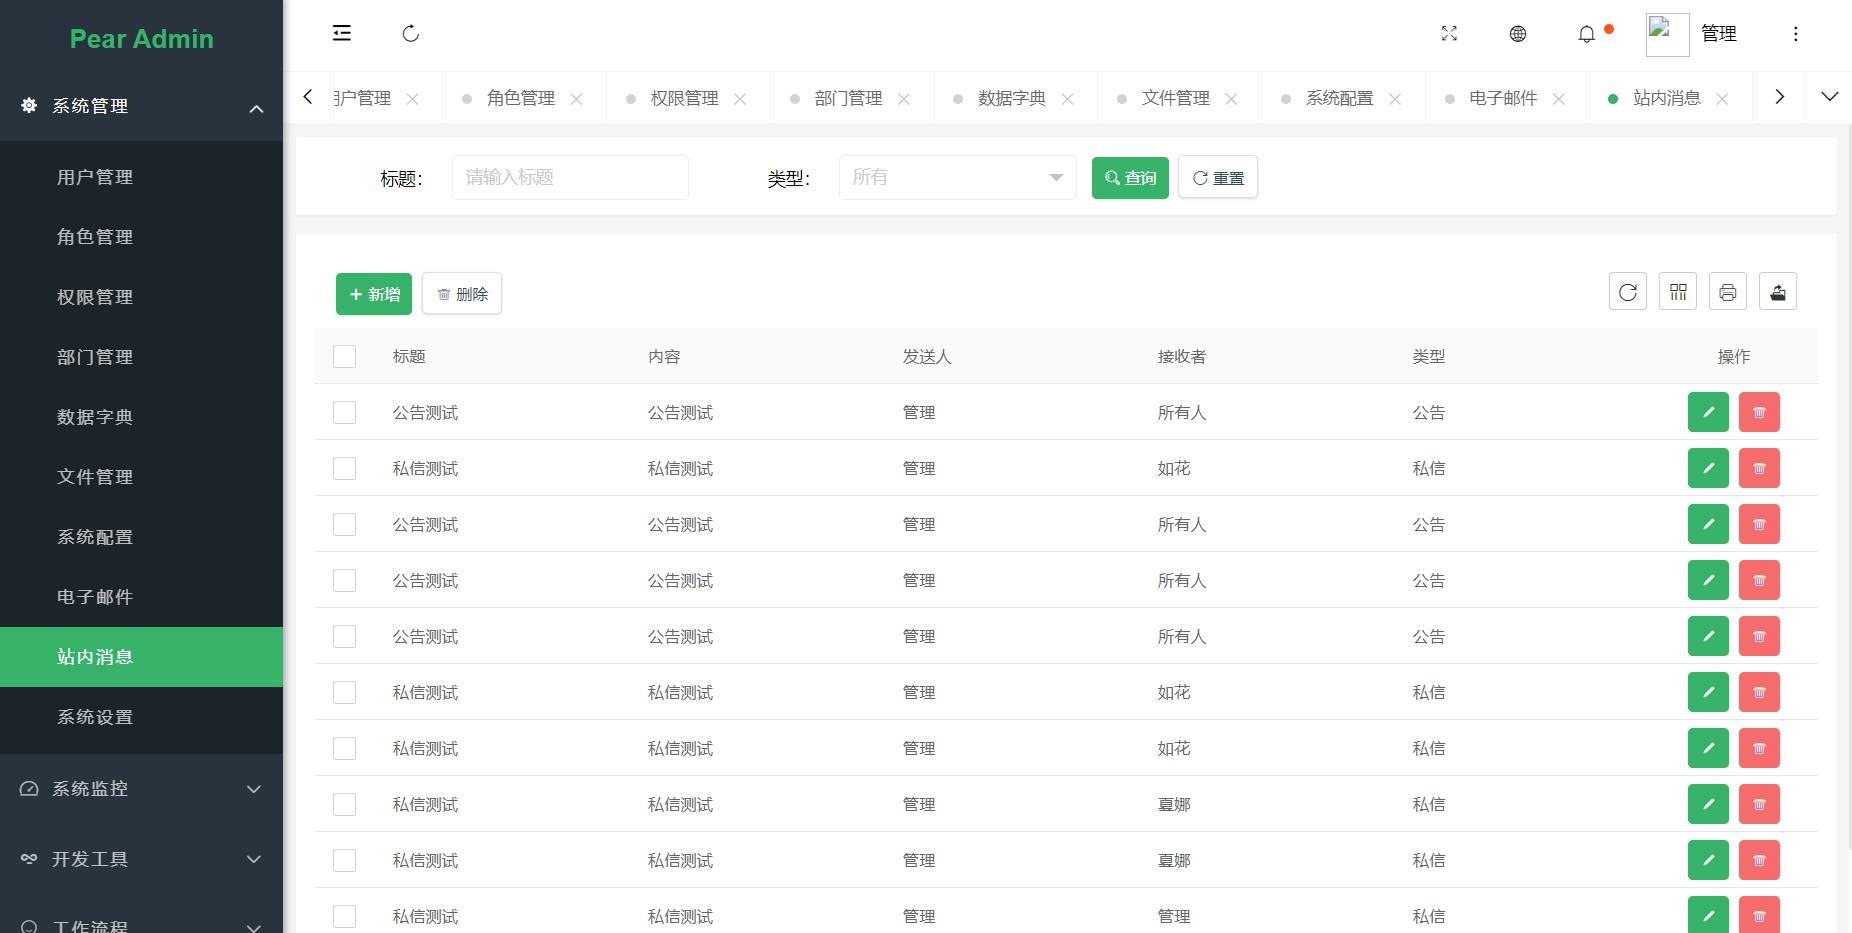 Pear Admin
管理
系统管理
户管理
角色管理
权限管理
部门管理
数据字典
文件管理
系统配置
电子邮件
站内消息
用户管理
角色管理
权限管理
部门管理
数据字典
文件管理
系统配置
电子邮件
站内消息
系统设置
系统监控
开发工具
工作流程
标题： 请输入标题 类型： 所有 查询 重置
新增 删除
标题 内容 发送人 接收者 类型 操作
公告测试 公告测试 管理 所有人 公告
私信测试 私信测试 管理 如花 私信
公告测试 公告测试 管理 所有人 公告
公告测试 公告测试 管理 所有人 公告
公告测试 公告测试 管理 所有人 公告
私信测试 私信测试 管理 如花 私信
私信测试 私信测试 管理 如花 私信
私信测试 私信测试 管理 夏娜 私信
私信测试 私信测试 管理 夏娜 私信
私信测试 私信测试 管理 管理 私信